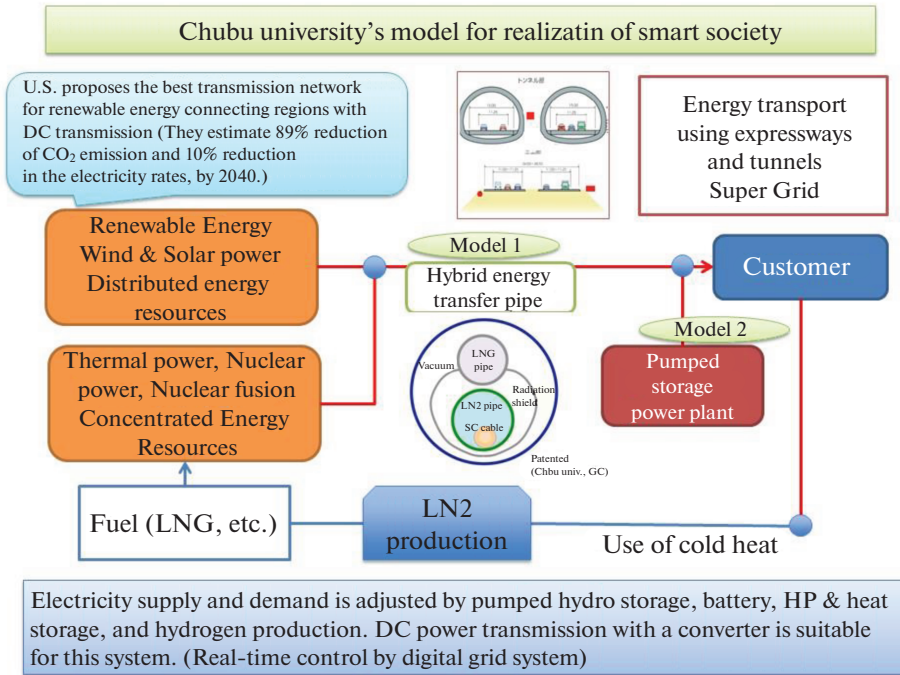 Chubu university's model for realizatin of smart society
U.S. proposes the best transmission network
for renewable energy connecting regions with
DC transmission (They estimate 89% reduction
of CO₂ emission and 10% reduction
in the electricity rates, by 2040.)
トンネル部
Energy transport
using expressways
and tunnels
Super Grid
Renewable Energy
Wind & Solar power
Distributed energy
resources
Model 1
Hybrid energy
transfer pipe
Customer
Model 2
Pumped
storage
power plant
Thermal power, Nuclear
power, Nuclear fusion
Concentrated Energy
Resources
LNG
pipe
Vacuum
Radiation
shield
LN2 pipe
SC cable
Patented
(Chbu univ., GC)
Fuel (LNG, etc.)
LN2
production
Use of cold heat
Electricity supply and demand is adjusted by pumped hydro storage, battery, HP & heat
storage, and hydrogen production. DC power transmission with a converter is suitable
for this system. (Real-time control by digital grid system)